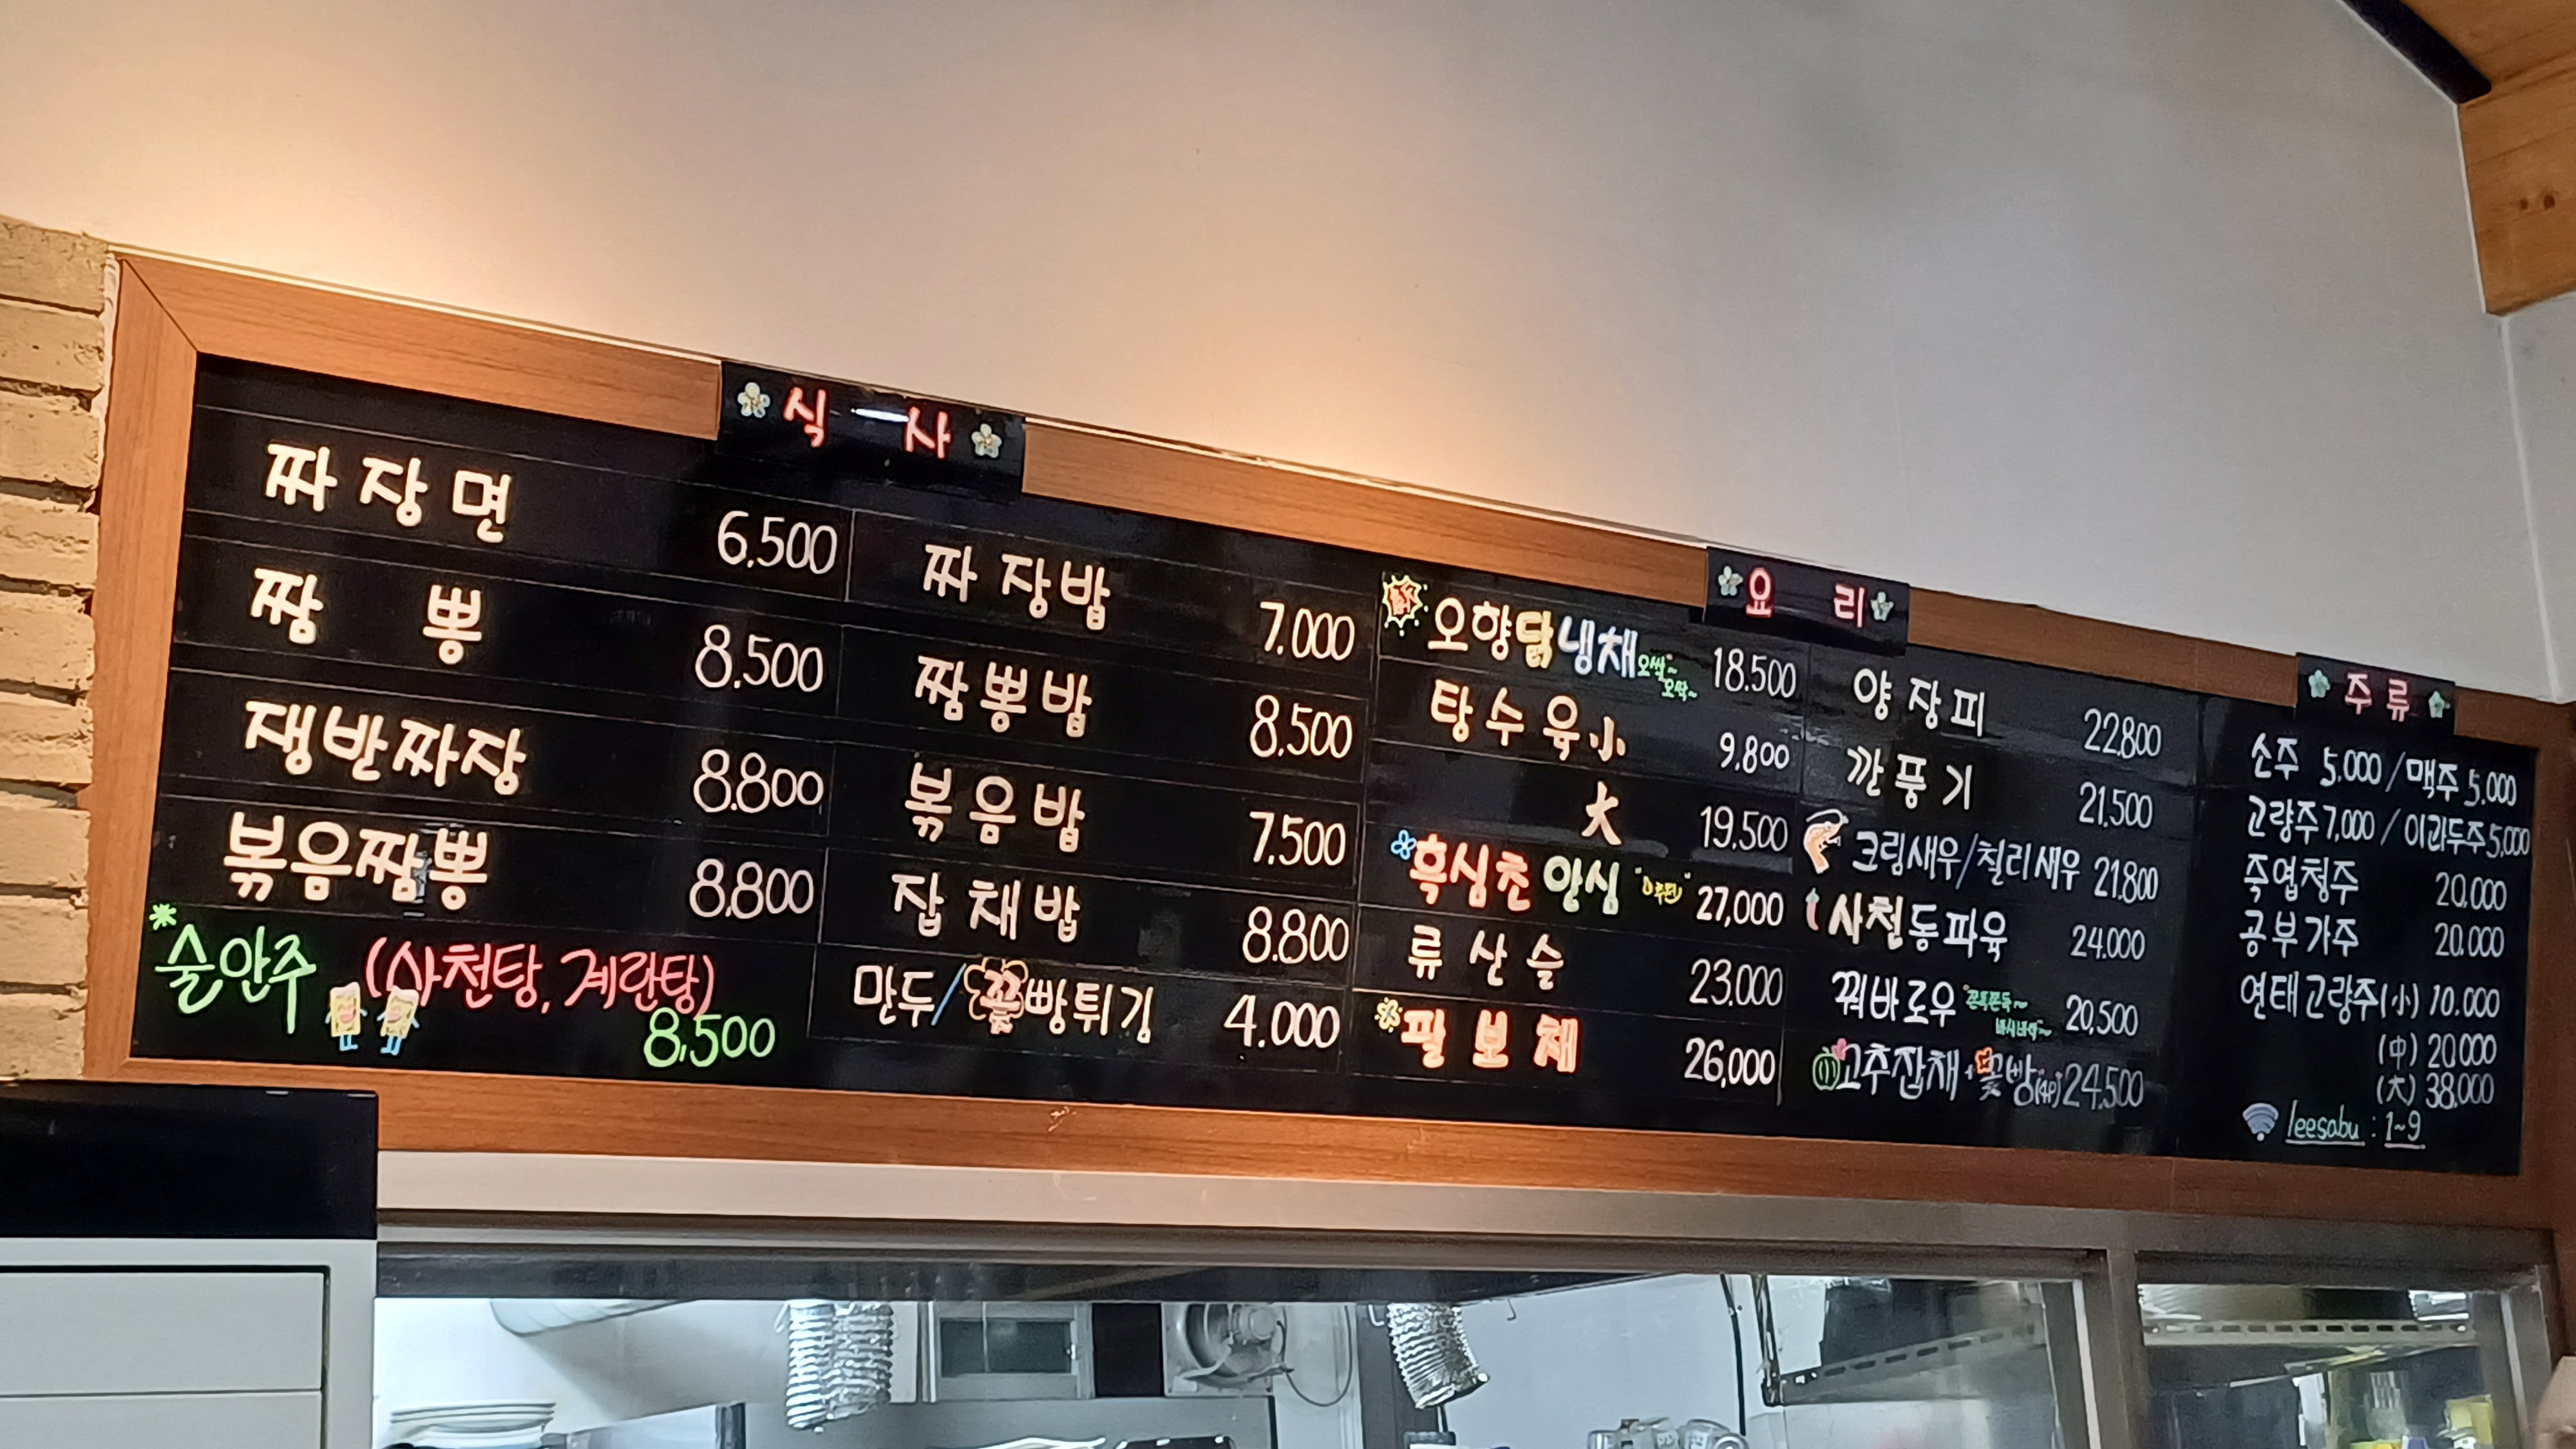 식 사
짜장면 6.500
짬 뽕 8.500
쟁반짜장 8.800
볶음짬뽕 8.800
술안주 (사천탕, 계란탕)
8,500
짜장밥 7.000
짬뽕밥 8.500
볶음밥 7.500
잡채밥 8.800
만두/꽃빵튀김 4.000
요 리
오향닭냉채 오싹~ 오싹~ 18.500
탕수육小 9.800
大 19.500
흑식초 안심 27,000
류산슬 23.000
팔보채 26,000
양장피 22.800
깐풍기 21,500
크림새우/칠리새우 21.800
사천동파육 24.000
꿔바로우 20,500
고추잡채·꽃빵 24,500
주류
소주 5,000/맥주 5.000
고량주 7,000/이과두주 5,000
죽엽청주 20,000
공부가주 20.000
연태고량주(小) 10.000
(中) 20.000
(大) 38,000
leesabu : 1~9